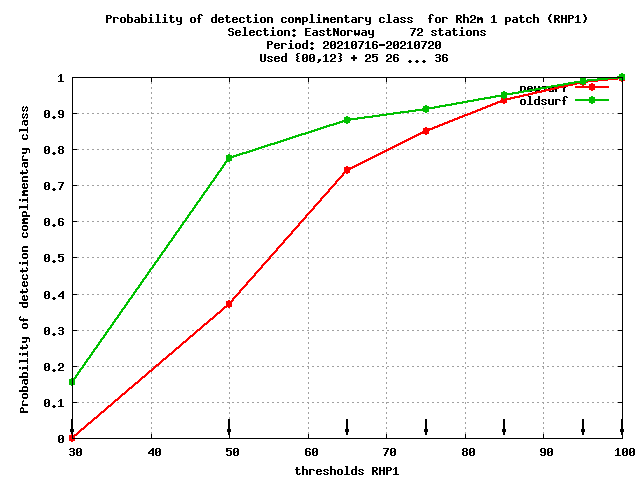 Probability of detection complimentary class  for Rh2m 1 patch (RHP1)
Selection: EastNorway     72 stations
Period: 20210716-20210720
Used {00,12} + 25 26 ... 36
Probability of detection complimentary class
1
0.9
0.8
0.7
0.6
0.5
0.4
0.3
0.2
0.1
0
newsurf
oldsurf
30 40 50 60 70 80 90 100
thresholds RHP1